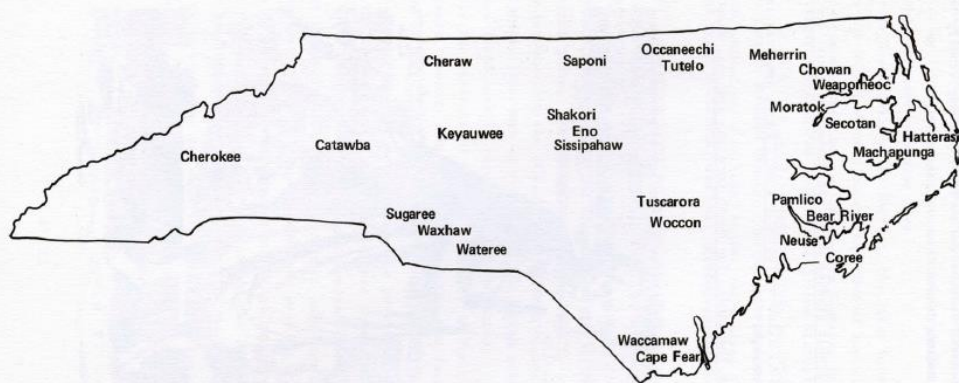 Occaneechi
Tutelo
Cheraw
Saponi
Meherrin
Chowan
Weapomeoc
Moratok
Secotan
Hatteras
Machapunga
Shakori
Eno
Sissipahaw
Keyauwee
Catawba
Cherokee
Tuscarora
Woccon
Pamlico
Bear River
Neuse
Coree
Sugaree
Waxhaw
Wateree
Waccamaw
Cape Fear